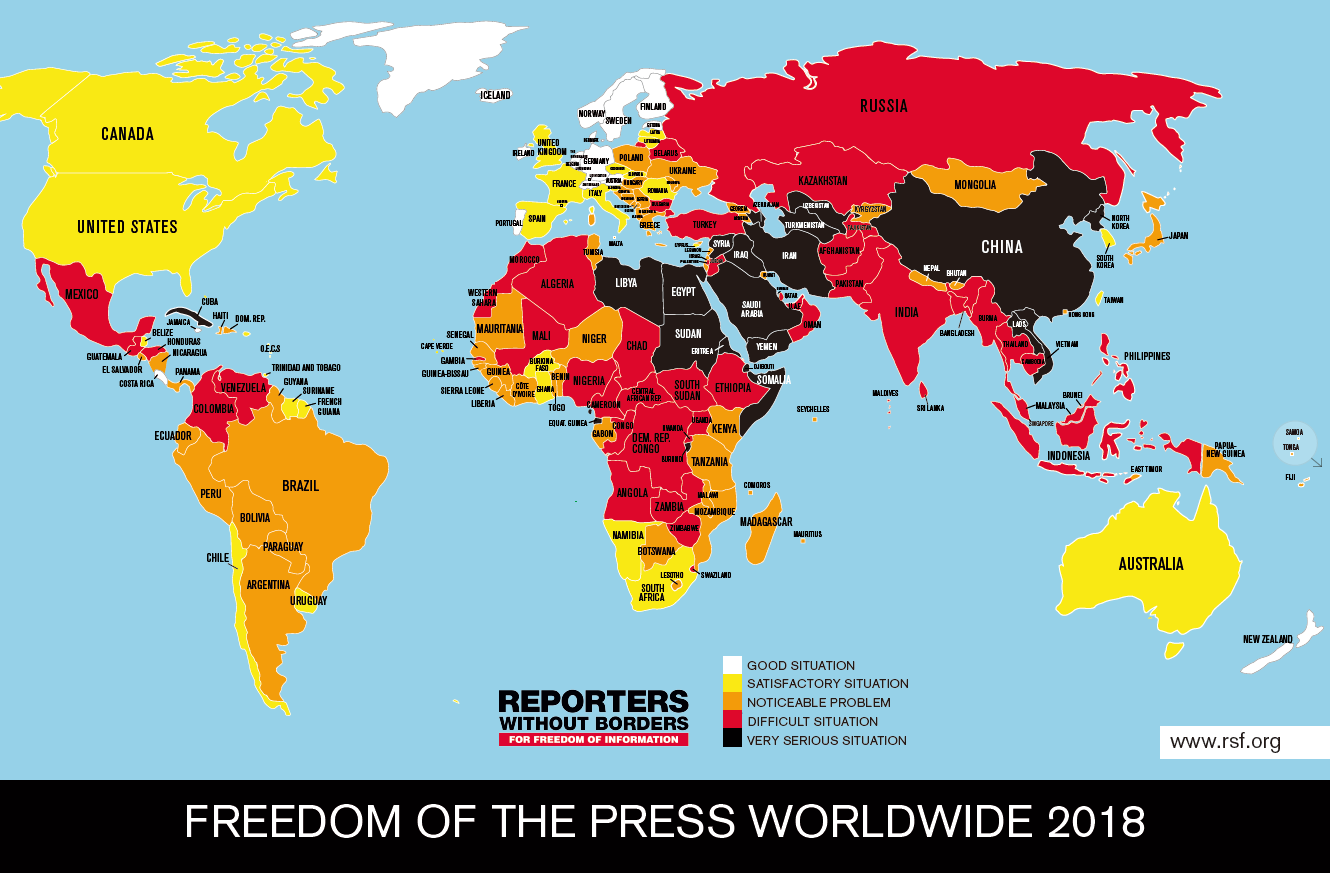 ICELAND
NORWAY
SWEDEN
FINLAND
RUSSIA
CANADA
UNITED
KINGDOM
IRELAND
GERMANY
POLAND
BELARUS
UKRAINE
FRANCE
ITALY
ROMANIA
PORTUGAL
SPAIN
GREECE
MALTA
TURKEY
GEORGIA
KAZAKHSTAN
MONGOLIA
UZBEKISTAN
TURKMENISTAN
KYRGYZSTAN
NORTH
KOREA
SOUTH
KOREA
JAPAN
CHINA
UNITED STATES
MEXICO
CUBA
JAMAICA
HAITI
DOM. REP.
BELIZE
HONDURAS
GUATEMALA
NICARAGUA
EL SALVADOR
COSTA RICA
PANAMA
O.E.C.S
TRINIDAD AND TOBAGO
GUYANA
SURINAME
FRENCH
GUIANA
VENEZUELA
COLOMBIA
ECUADOR
PERU
BRAZIL
BOLIVIA
PARAGUAY
CHILE
ARGENTINA
URUGUAY
MOROCCO
WESTERN
SAHARA
ALGERIA
TUNISIA
LIBYA
EGYPT
SYRIA
IRAQ
IRAN
AFGHANISTAN
PAKISTAN
SAUDI
ARABIA
QATAR
OMAN
YEMEN
NEPAL
BHUTAN
INDIA
BANGLADESH
BURMA
LAOS
THAILAND
VIETNAM
TAIWAN
HONG KONG
PHILIPPINES
MAURITANIA
MALI
NIGER
CHAD
SUDAN
ERITREA
DJIBOUTI
SOMALIA
ETHIOPIA
SOUTH
SUDAN
SENEGAL
CAPE VERDE
GAMBIA
GUINEA-BISSAU
GUINEA
SIERRA LEONE
LIBERIA
CÔTE
D'IVOIRE
BURKINA
FASO
GHANA
TOGO
BENIN
NIGERIA
CAMEROON
CENTRAL
AFRICAN REP.
EQUAT. GUINEA
GABON
CONGO
DEM. REP.
CONGO
UGANDA
RWANDA
BURUNDI
KENYA
TANZANIA
ANGOLA
ZAMBIA
MALAWI
MOZAMBIQUE
ZIMBABWE
NAMIBIA
BOTSWANA
SOUTH
AFRICA
LESOTHO
SWAZILAND
COMOROS
MADAGASCAR
MAURITIUS
SEYCHELLES
MALDIVES
SRI LANKA
MALAYSIA
SINGAPORE
BRUNEI
INDONESIA
EAST TIMOR
PAPUA-
NEW GUINEA
SAMOA
TONGA
FIJI
AUSTRALIA
NEW ZEALAND
REPORTERS
WITHOUT BORDERS
FOR FREEDOM OF INFORMATION
GOOD SITUATION
SATISFACTORY SITUATION
NOTICEABLE PROBLEM
DIFFICULT SITUATION
VERY SERIOUS SITUATION
www.rsf.org
FREEDOM OF THE PRESS WORLDWIDE 2018